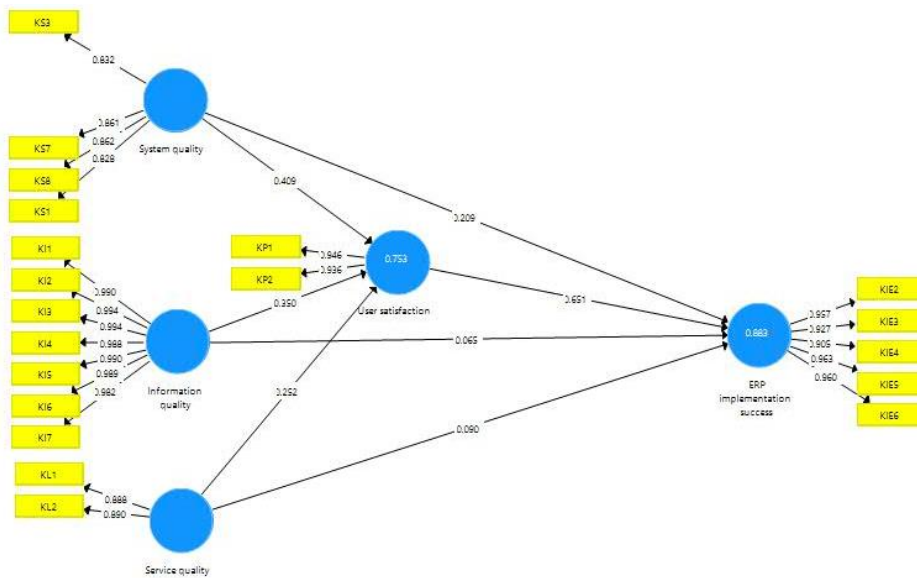 KS3
0.832
0.861
KS7
0.862
KS8
0.828
KS1
System quality
0.409
0.209
KI1
KI2
KI3
KI4
KI5
KI6
KI7
0.990
0.994
0.994
0.988
0.990
0.989
0.982
Information
quality
KP1
KP2
0.946
0.936
0.753
User satisfaction
0.350
0.651
0.065
0.252
0.090
KL1
KL2
0.888
0.890
Service quality
0.883
ERP
implementation
success
0.957
0.927
0.905
0.963
0.960
KIE2
KIE3
KIE4
KIE5
KIE6